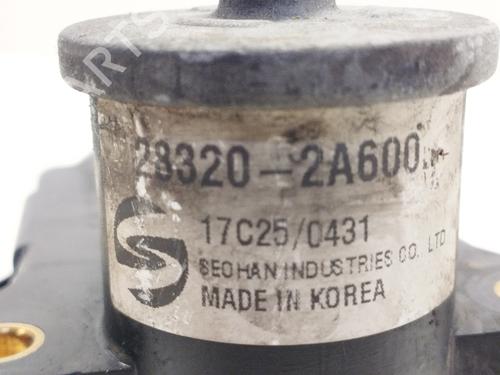 28320-2A600
17C25/0431
SEOHAN INDUSTRIES CO. LTD
MADE IN KOREA